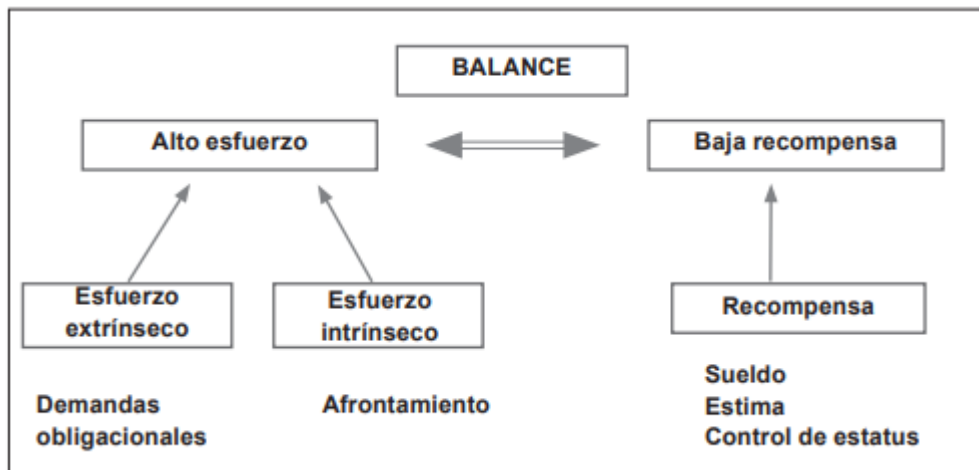 BALANCE
Alto esfuerzo
Baja recompensa
Esfuerzo
extrínseco
Esfuerzo
intrínseco
Recompensa
Demandas
obligacionales
Afrontamiento
Sueldo
Estima
Control de estatus